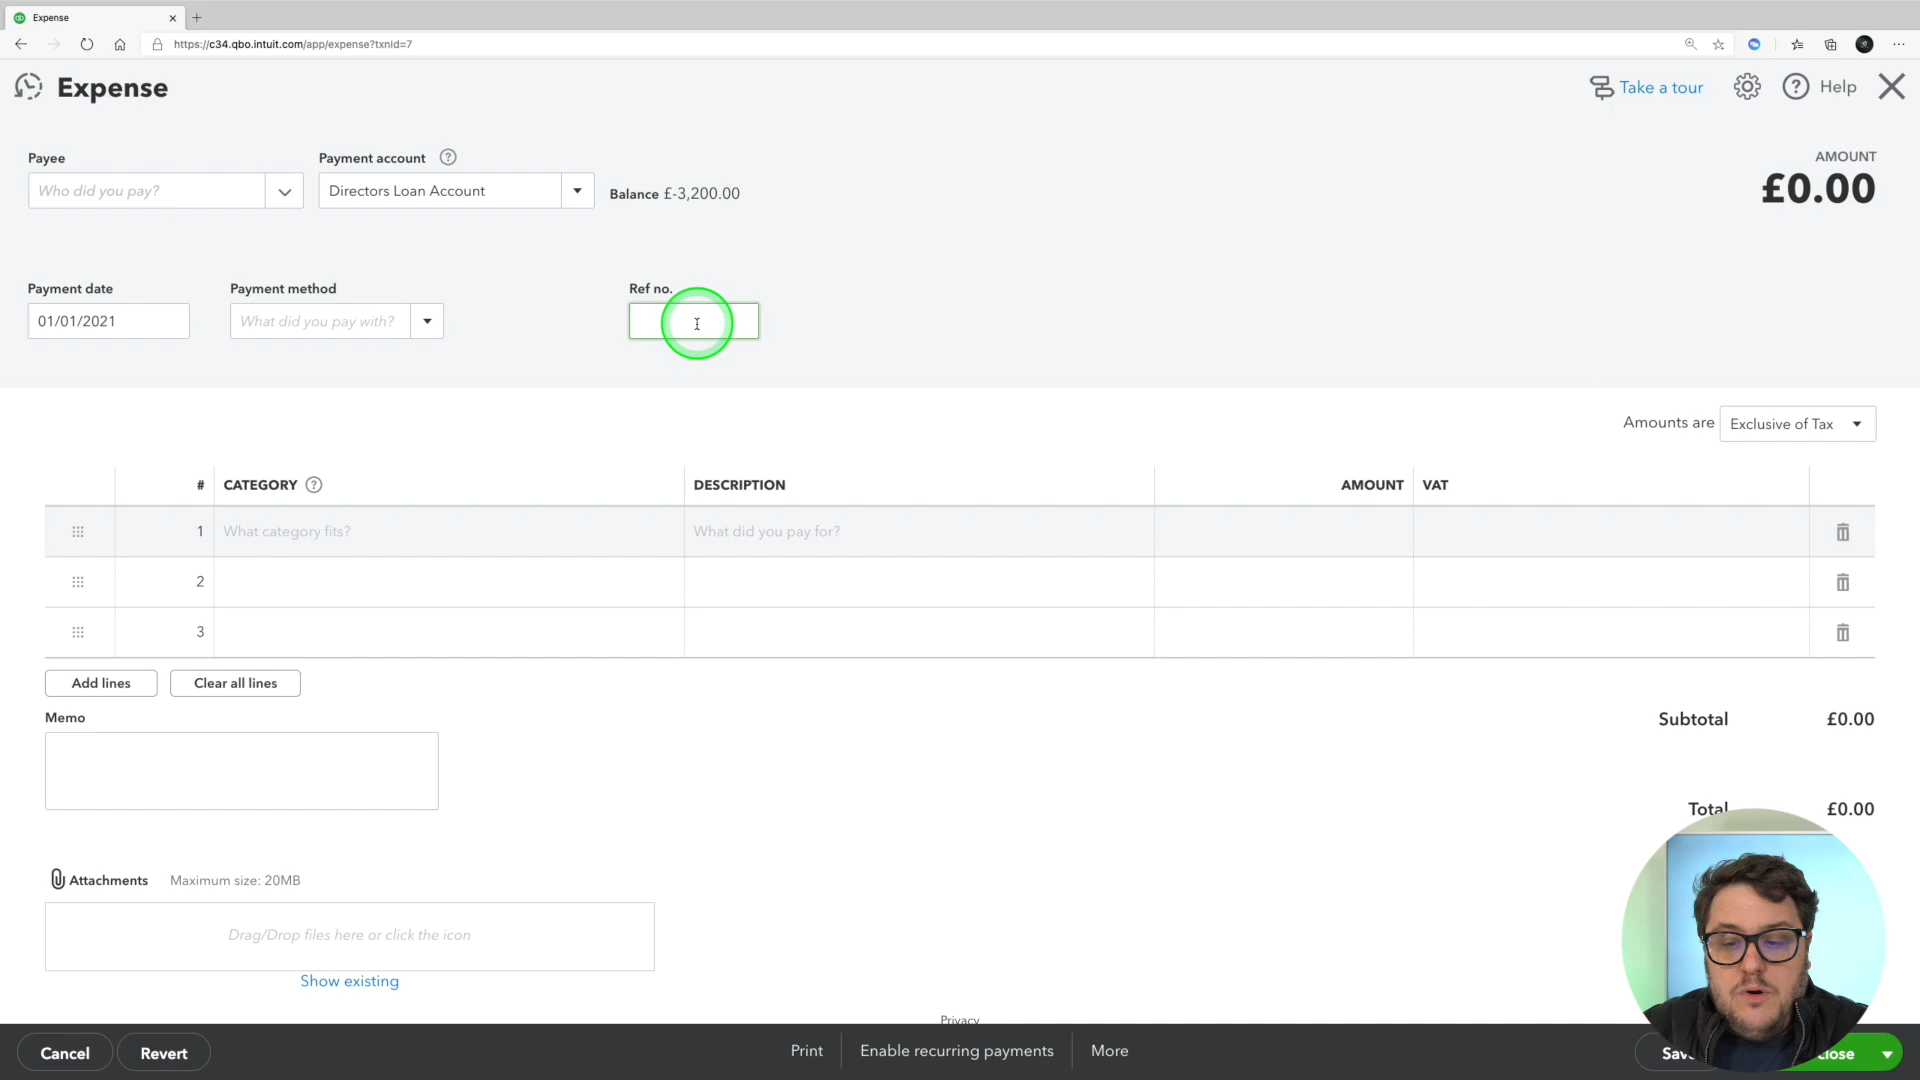 Expense
https://c34.qbo.intuit.com/app/expense?txnId=7
Expense
Take a tour
Help
Payee
Payment account
AMOUNT
Who did you pay?
Directors Loan Account
Balance £-3,200.00
£0.00
Payment date
Payment method
Ref no.
01/01/2021
What did you pay with?
Amounts are
Exclusive of Tax
# CATEGORY DESCRIPTION AMOUNT VAT
1 What category fits? What did you pay for?
2
3
Add lines
Clear all lines
Memo
Subtotal £0.00
Total £0.00
Attachments
Maximum size: 20MB
Drag/Drop files here or click the icon
Show existing
Privacy
Cancel
Revert
Print
Enable recurring payments
More